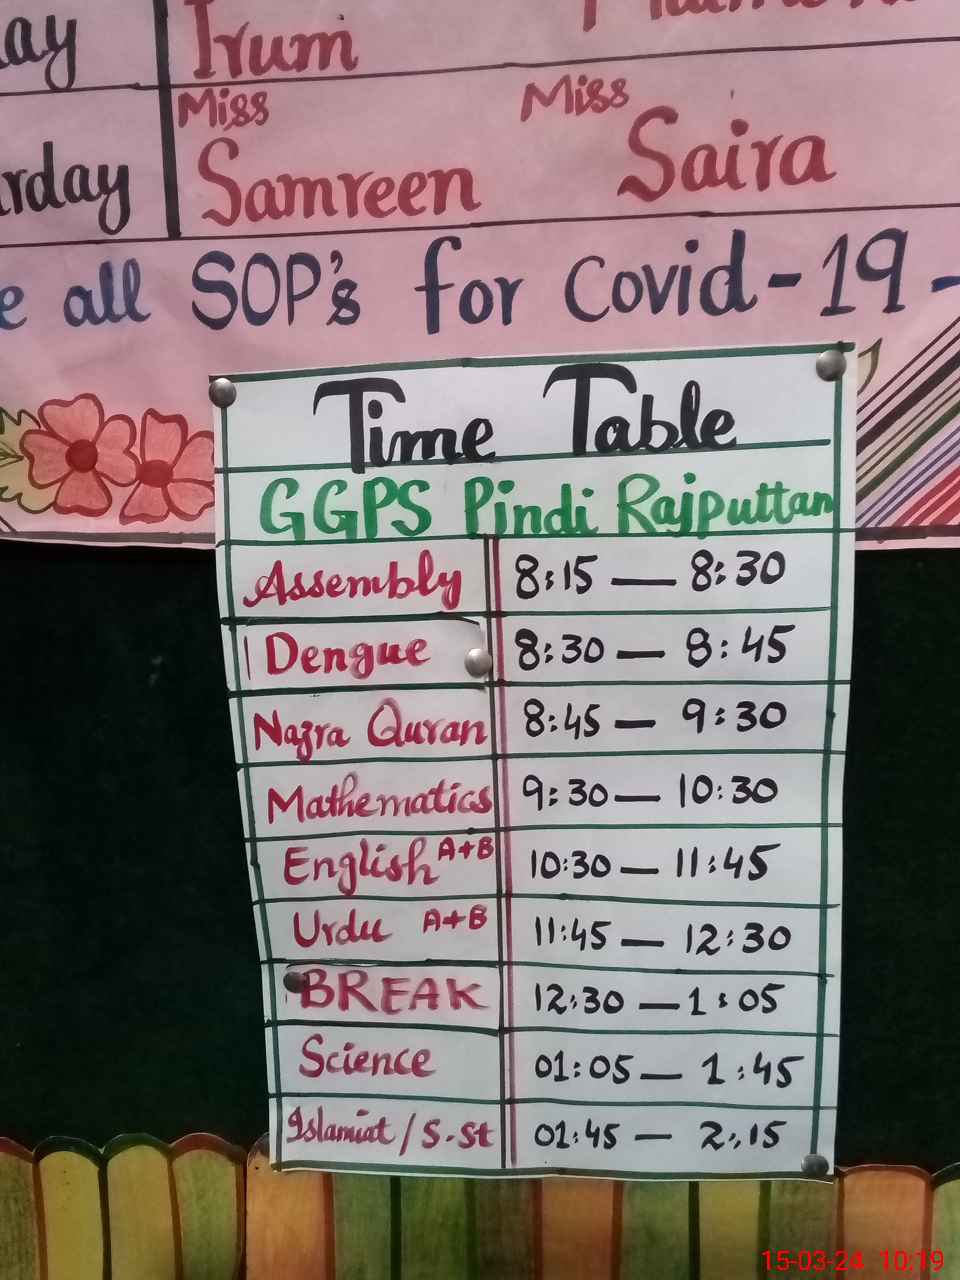 Irum
Miss Miss
Samreen Saira
all SOP's for Covid-19-
Time Table
GGPS Pindi Rajputtan
Assembly 8:15 — 8:30
Dengue 8:30 — 8:45
Nazra Quran 8:45 — 9:30
Mathematics 9:30 — 10:30
English A+B 10:30 — 11:45
Urdu A+B 11:45 — 12:30
BREAK 12:30 — 1:05
Science 01:05 — 1:45
Islamiat / S.St 01:45 — 2:15
15-03-24 10:19